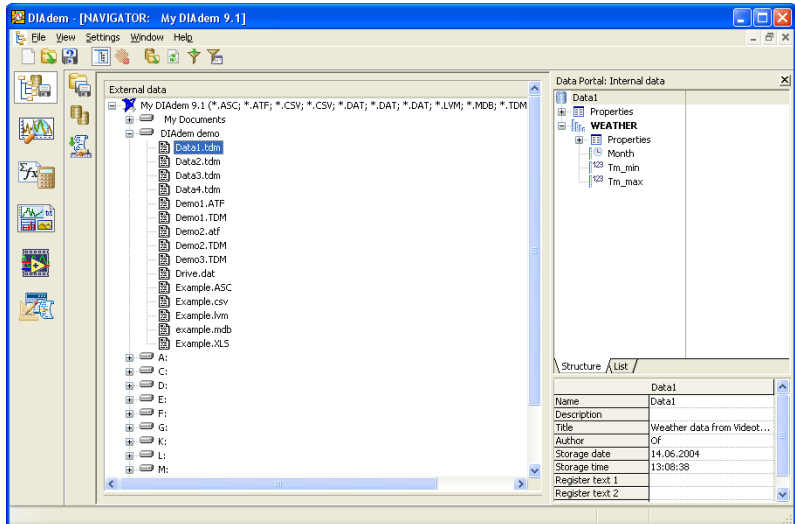 DIAdem - [NAVIGATOR: My DIAdem 9.1]
File View Settings Window Help
External data
My DIAdem 9.1 (*.ASC; *.ATF; *.CSV; *.CSV; *.DAT; *.DAT; *.DAT; *.LVM; *.MDB; *.TDM
My Documents
DIAdem demo
Data1.tdm
Data2.tdm
Data3.tdm
Data4.tdm
Demo1.ATF
Demo1.TDM
Demo2.atf
Demo2.TDM
Demo3.TDM
Drive.dat
Example.ASC
Example.csv
Example.lvm
example.mdb
Example.XLS
A:
C:
D:
E:
F:
G:
K:
L:
M:
Data Portal: Internal data
Data1
Properties
WEATHER
Properties
Month
123 Tm_min
123 Tm_max
Structure List
Data1
Name Data1
Description
Title Weather data from Videot...
Author Of
Storage date 14.06.2004
Storage time 13:08:38
Register text 1
Register text 2